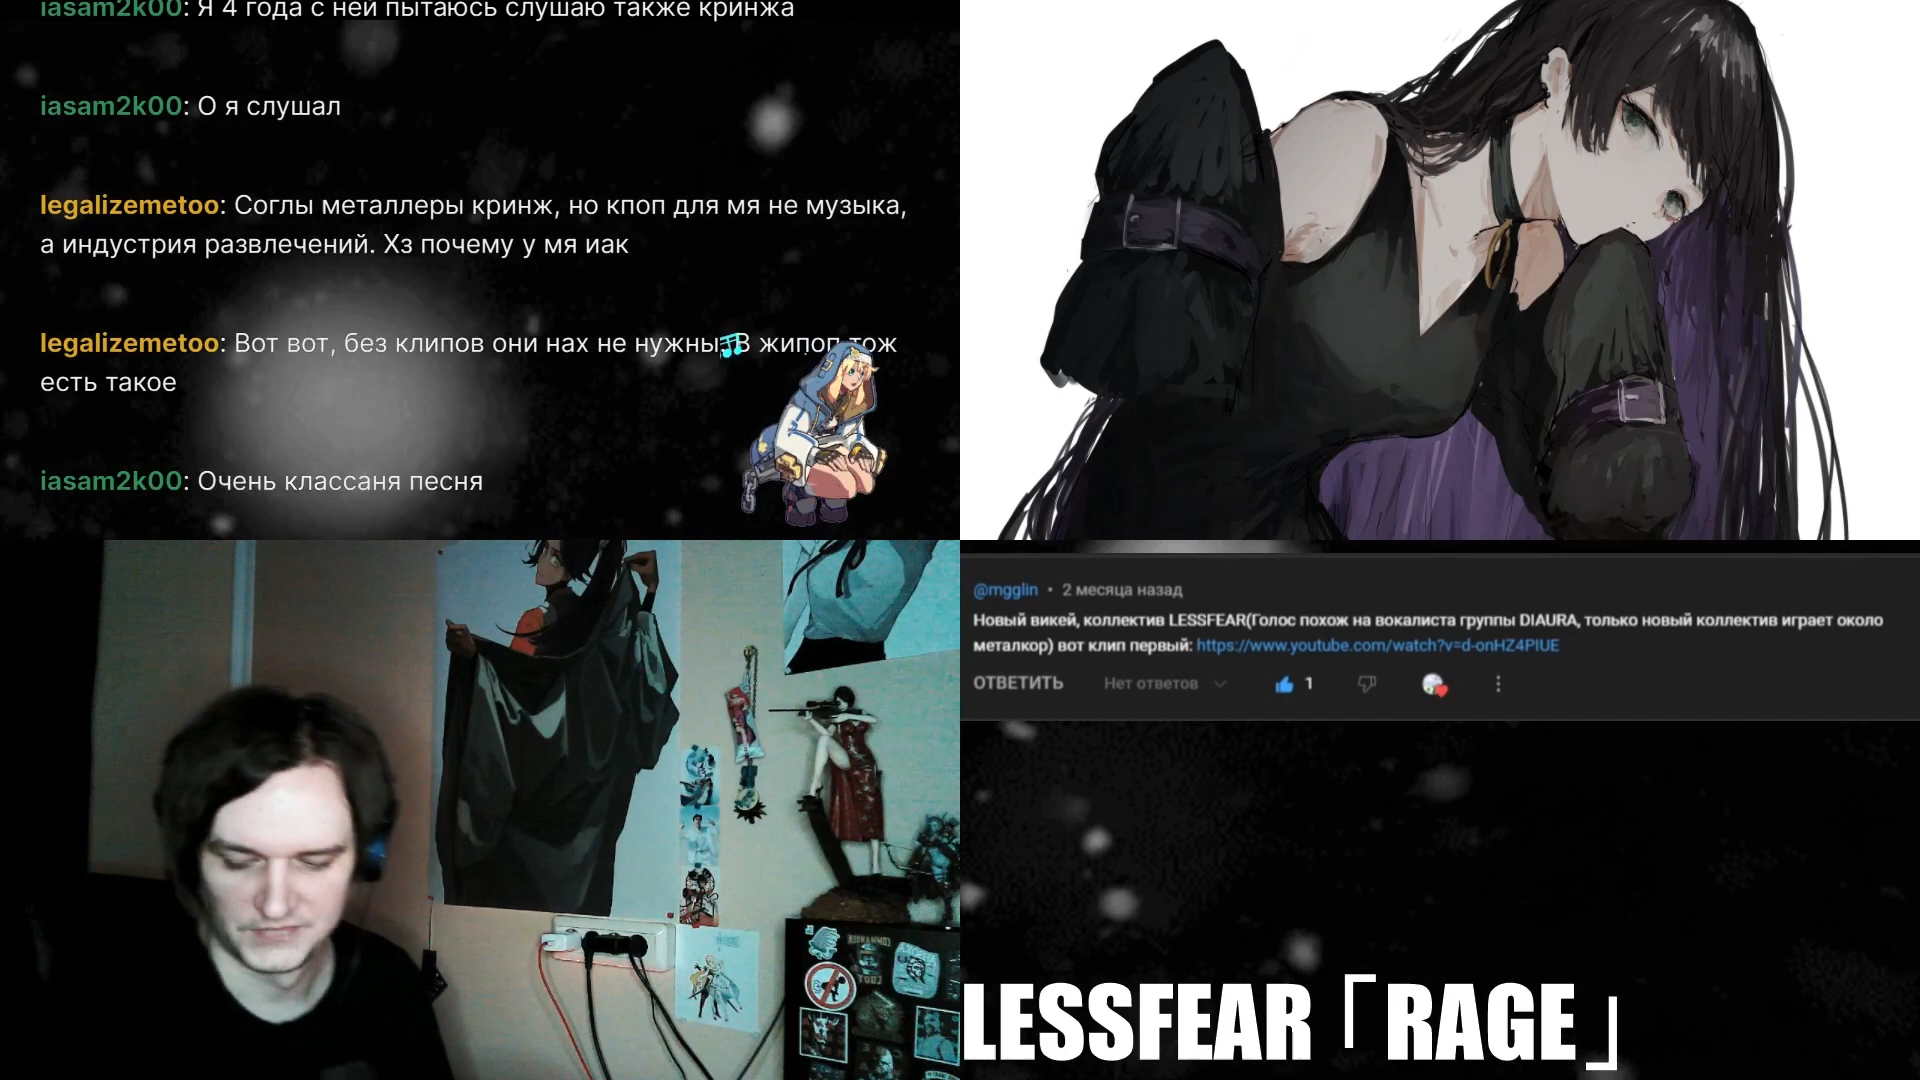 iasam2k00: Я 4 года с ней пытаюсь слушаю также кринжа
iasam2k00: О я слушал
legalizemetoo: Соглы металлеры кринж, но кпоп для мя не музыка,
а индустрия развлечений. Хз почему у мя иак
legalizemetoo: Вот вот, без клипов они нах не нужны. В жипоп тож
есть такое
iasam2k00: Очень классаня песня
@mgglin • 2 месяца назад
Новый викей, коллектив LESSFEAR(Голос похож на вокалиста группы DIAURA, только новый коллектив играет около
металкор) вот клип первый: https://www.youtube.com/watch?v=d-onHZ4PIUE
ОТВЕТИТЬ Нет ответов 1
LESSFEAR「RAGE」